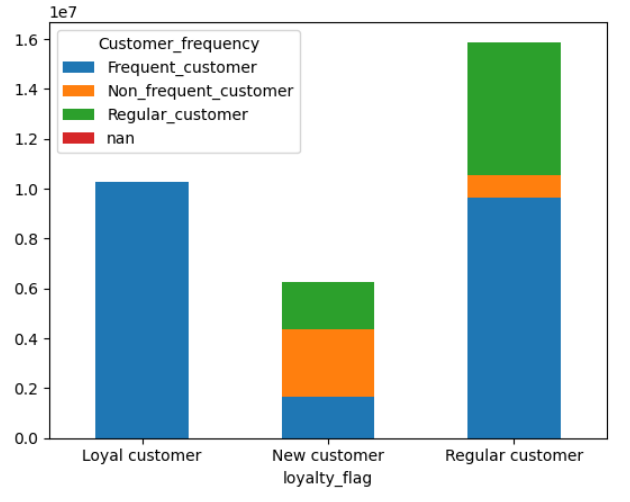 1e7
1.6
1.4
1.2
1.0
0.8
0.6
0.4
0.2
0.0
Customer_frequency
Frequent_customer
Non_frequent_customer
Regular_customer
nan
Loyal customer New customer Regular customer
loyalty_flag